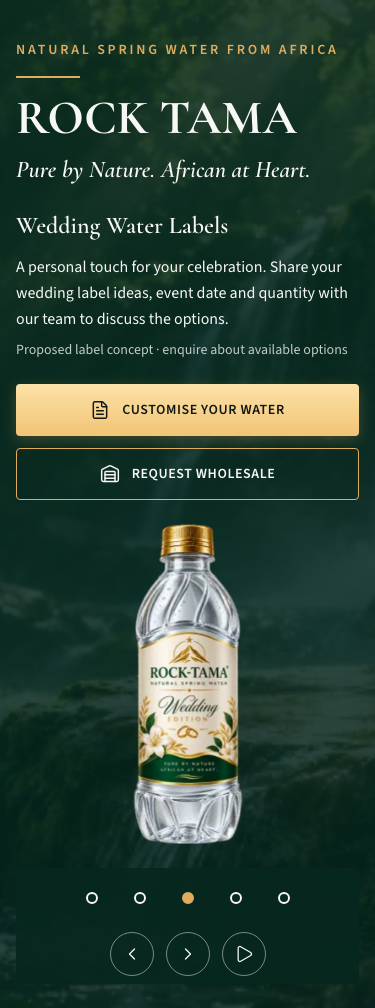 NATURAL SPRING WATER FROM AFRICA
ROCK TAMA
Pure by Nature. African at Heart.
Wedding Water Labels
A personal touch for your celebration. Share your
wedding label ideas, event date and quantity with
our team to discuss the options.
Proposed label concept · enquire about available options
CUSTOMISE YOUR WATER
REQUEST WHOLESALE
ROCK-TAMA
NATURAL SPRING WATER
Wedding
EDITION
PURE BY NATURE
AFRICAN AT HEART